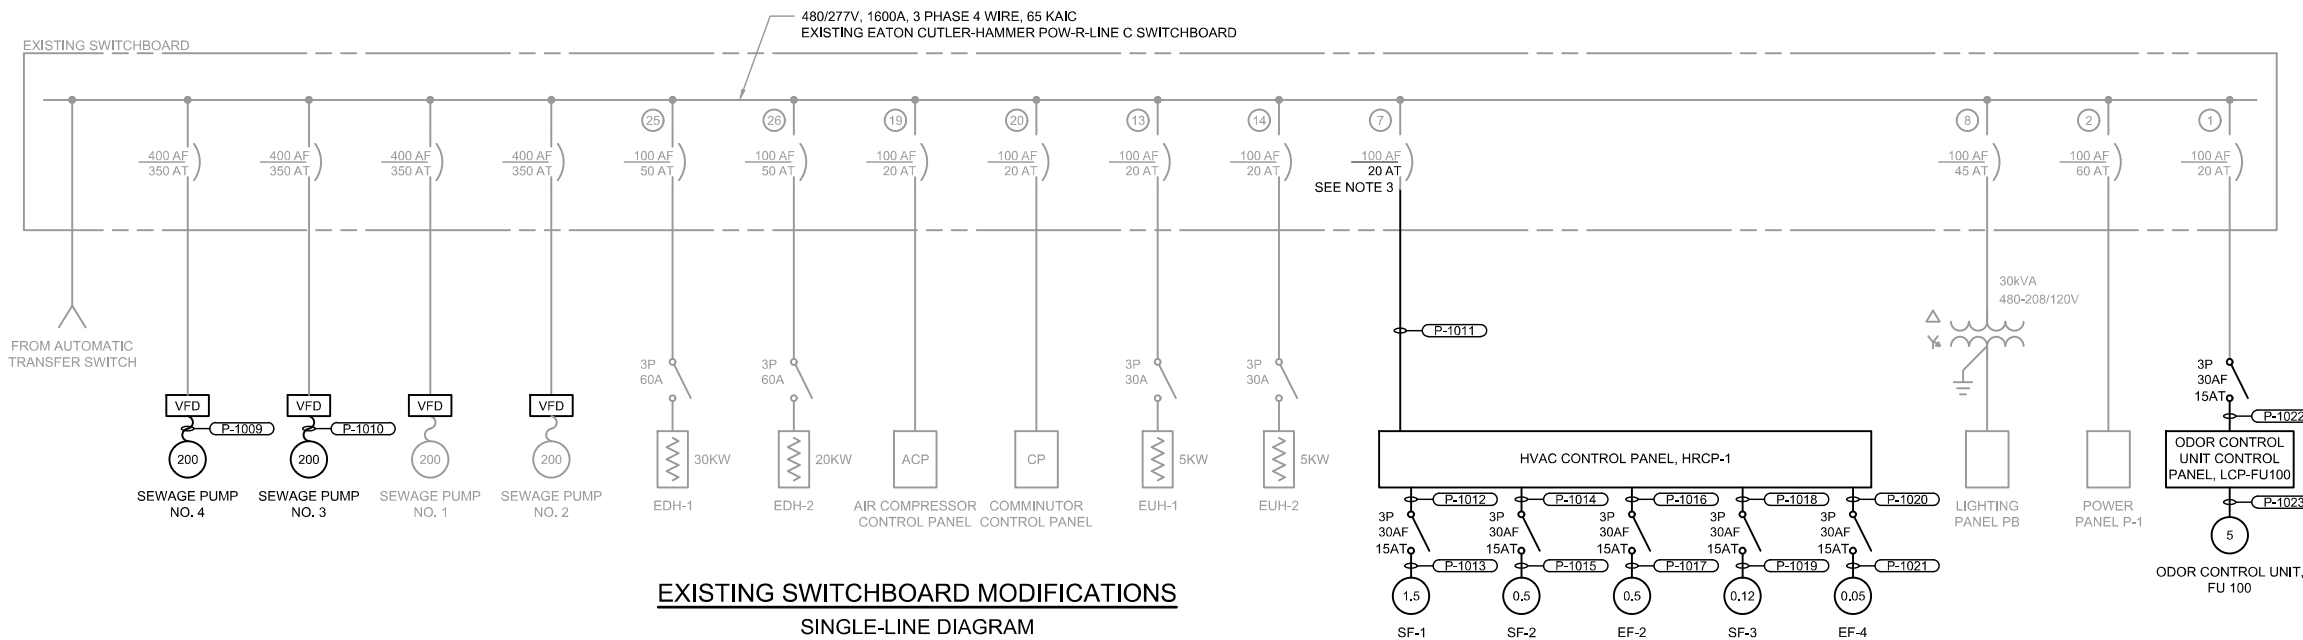 480/277V, 1600A, 3 PHASE 4 WIRE, 65 KAIC
EXISTING EATON CUTLER-HAMMER POW-R-LINE C SWITCHBOARD
EXISTING SWITCHBOARD
25
26
19
20
13
14
7
8
2
1
400 AF
350 AT
400 AF
350 AT
400 AF
350 AT
400 AF
350 AT
100 AF
50 AT
100 AF
50 AT
100 AF
20 AT
100 AF
20 AT
100 AF
20 AT
100 AF
20 AT
100 AF
20 AT
SEE NOTE 3
100 AF
45 AT
100 AF
60 AT
100 AF
20 AT
30kVA
480-208/120V
P-1011
FROM AUTOMATIC
TRANSFER SWITCH
3P
60A
3P
60A
3P
30A
3P
30A
3P
30AF
15AT
VFD
VFD
VFD
VFD
P-1009
P-1010
P-1022
200
200
200
200
30KW
20KW
ACP
CP
5KW
5KW
HVAC CONTROL PANEL, HRCP-1
ODOR CONTROL
UNIT CONTROL
PANEL, LCP-FU100
SEWAGE PUMP
NO. 4
SEWAGE PUMP
NO. 3
SEWAGE PUMP
NO. 1
SEWAGE PUMP
NO. 2
EDH-1
EDH-2
AIR COMPRESSOR
CONTROL PANEL
COMMINUTOR
CONTROL PANEL
EUH-1
EUH-2
P-1012
P-1014
P-1016
P-1018
P-1020
LIGHTING
PANEL PB
POWER
PANEL P-1
P-1023
3P
30AF
15AT
3P
30AF
15AT
3P
30AF
15AT
3P
30AF
15AT
3P
30AF
15AT
5
P-1013
P-1015
P-1017
P-1019
P-1021
ODOR CONTROL UNIT,
FU 100
1.5
0.5
0.5
0.12
0.05
SF-1
SF-2
EF-2
SF-3
EF-4
EXISTING SWITCHBOARD MODIFICATIONS
SINGLE-LINE DIAGRAM